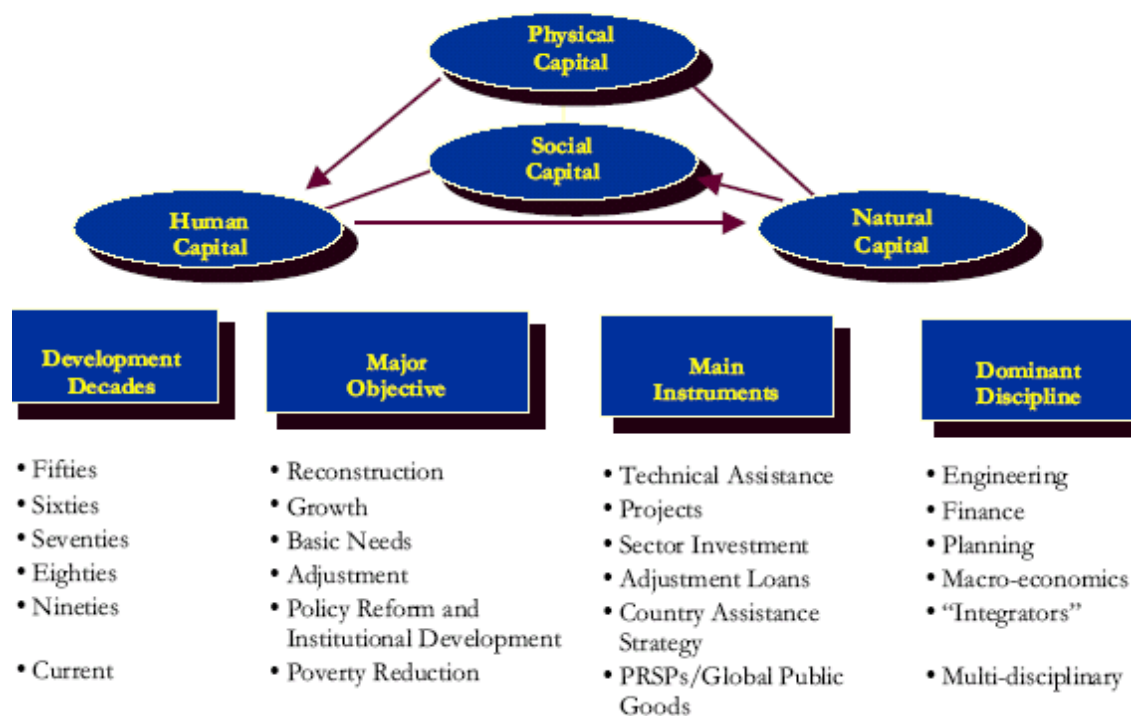 Physical
Capital
Social
Capital
Human
Capital
Natural
Capital
Development
Decades
Major
Objective
Main
Instruments
Dominant
Discipline
• Fifties
• Sixties
• Seventies
• Eighties
• Nineties
• Current
• Reconstruction
• Growth
• Basic Needs
• Adjustment
• Policy Reform and
Institutional Development
• Poverty Reduction
• Technical Assistance
• Projects
• Sector Investment
• Adjustment Loans
• Country Assistance
Strategy
• PRSPs/Global Public
Goods
• Engineering
• Finance
• Planning
• Macro-economics
• “Integrators”
• Multi-disciplinary